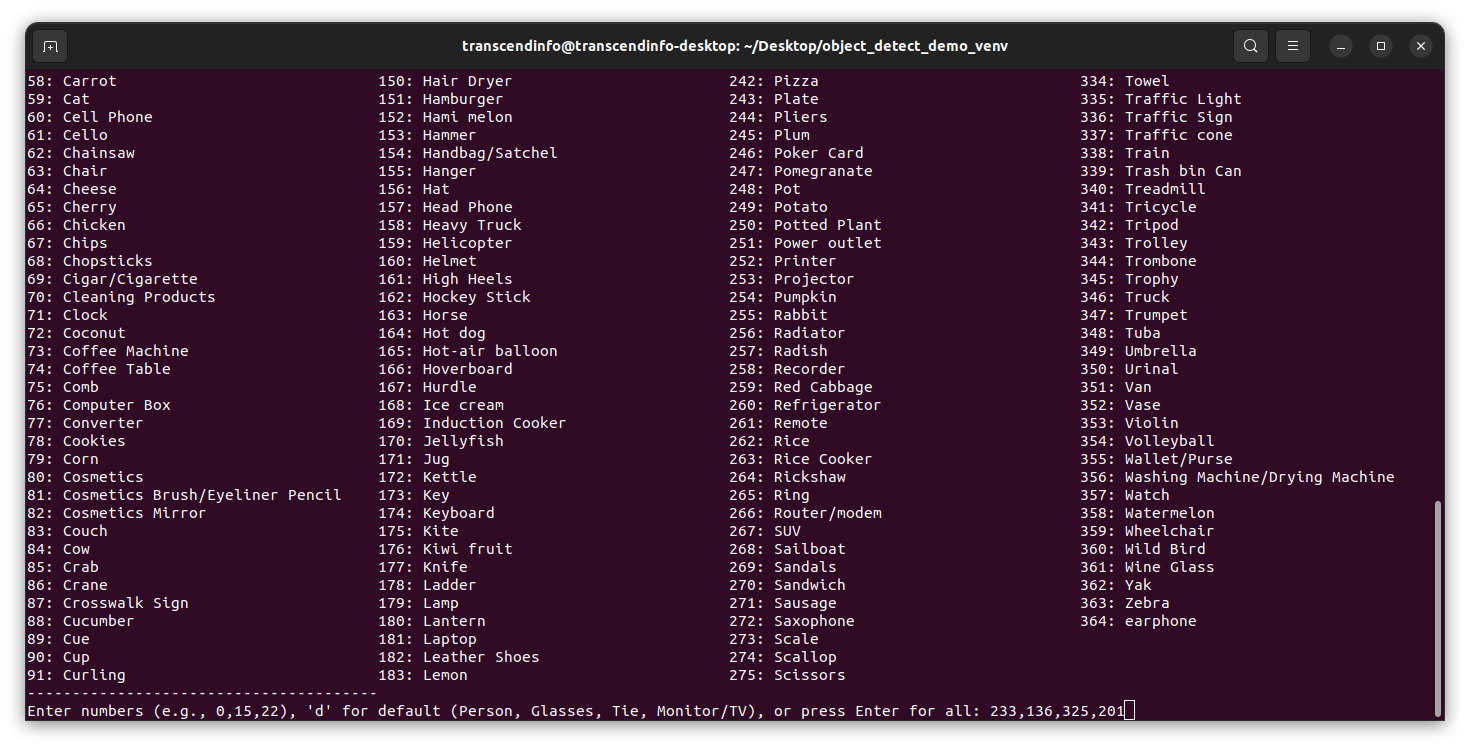 transcendinfo@transcendinfo-desktop: ~/Desktop/object_detect_demo_venv
58: Carrot 150: Hair Dryer 242: Pizza 334: Towel
59: Cat 151: Hamburger 243: Plate 335: Traffic Light
60: Cell Phone 152: Hami melon 244: Pliers 336: Traffic Sign
61: Cello 153: Hammer 245: Plum 337: Traffic cone
62: Chainsaw 154: Handbag/Satchel 246: Poker Card 338: Train
63: Chair 155: Hanger 247: Pomegranate 339: Trash bin Can
64: Cheese 156: Hat 248: Pot 340: Treadmill
65: Cherry 157: Head Phone 249: Potato 341: Tricycle
66: Chicken 158: Heavy Truck 250: Potted Plant 342: Tripod
67: Chips 159: Helicopter 251: Power outlet 343: Trolley
68: Chopsticks 160: Helmet 252: Printer 344: Trombone
69: Cigar/Cigarette 161: High Heels 253: Projector 345: Trophy
70: Cleaning Products 162: Hockey Stick 254: Pumpkin 346: Truck
71: Clock 163: Horse 255: Rabbit 347: Trumpet
72: Coconut 164: Hot dog 256: Radiator 348: Tuba
73: Coffee Machine 165: Hot-air balloon 257: Radish 349: Umbrella
74: Coffee Table 166: Hoverboard 258: Recorder 350: Urinal
75: Comb 167: Hurdle 259: Red Cabbage 351: Van
76: Computer Box 168: Ice cream 260: Refrigerator 352: Vase
77: Converter 169: Induction Cooker 261: Remote 353: Violin
78: Cookies 170: Jellyfish 262: Rice 354: Volleyball
79: Corn 171: Jug 263: Rice Cooker 355: Wallet/Purse
80: Cosmetics 172: Kettle 264: Rickshaw 356: Washing Machine/Drying Machine
81: Cosmetics Brush/Eyeliner Pencil 173: Key 265: Ring 357: Watch
82: Cosmetics Mirror 174: Keyboard 266: Router/modem 358: Watermelon
83: Couch 175: Kite 267: SUV 359: Wheelchair
84: Cow 176: Kiwi fruit 268: Sailboat 360: Wild Bird
85: Crab 177: Knife 269: Sandals 361: Wine Glass
86: Crane 178: Ladder 270: Sandwich 362: Yak
87: Crosswalk Sign 179: Lamp 271: Sausage 363: Zebra
88: Cucumber 180: Lantern 272: Saxophone 364: earphone
89: Cue 181: Laptop 273: Scale
90: Cup 182: Leather Shoes 274: Scallop
91: Curling 183: Lemon 275: Scissors
---------------------------------------
Enter numbers (e.g., 0,15,22), 'd' for default (Person, Glasses, Tie, Monitor/TV), or press Enter for all: 233,136,325,201